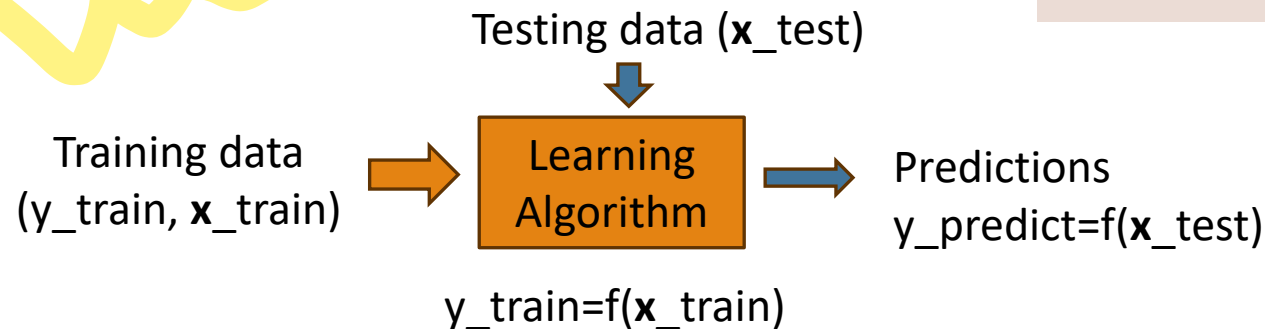 Testing data (x_test)
Training data
(y_train, x_train)
Learning
Algorithm
Predictions
y_predict=f(x_test)
y_train=f(x_train)